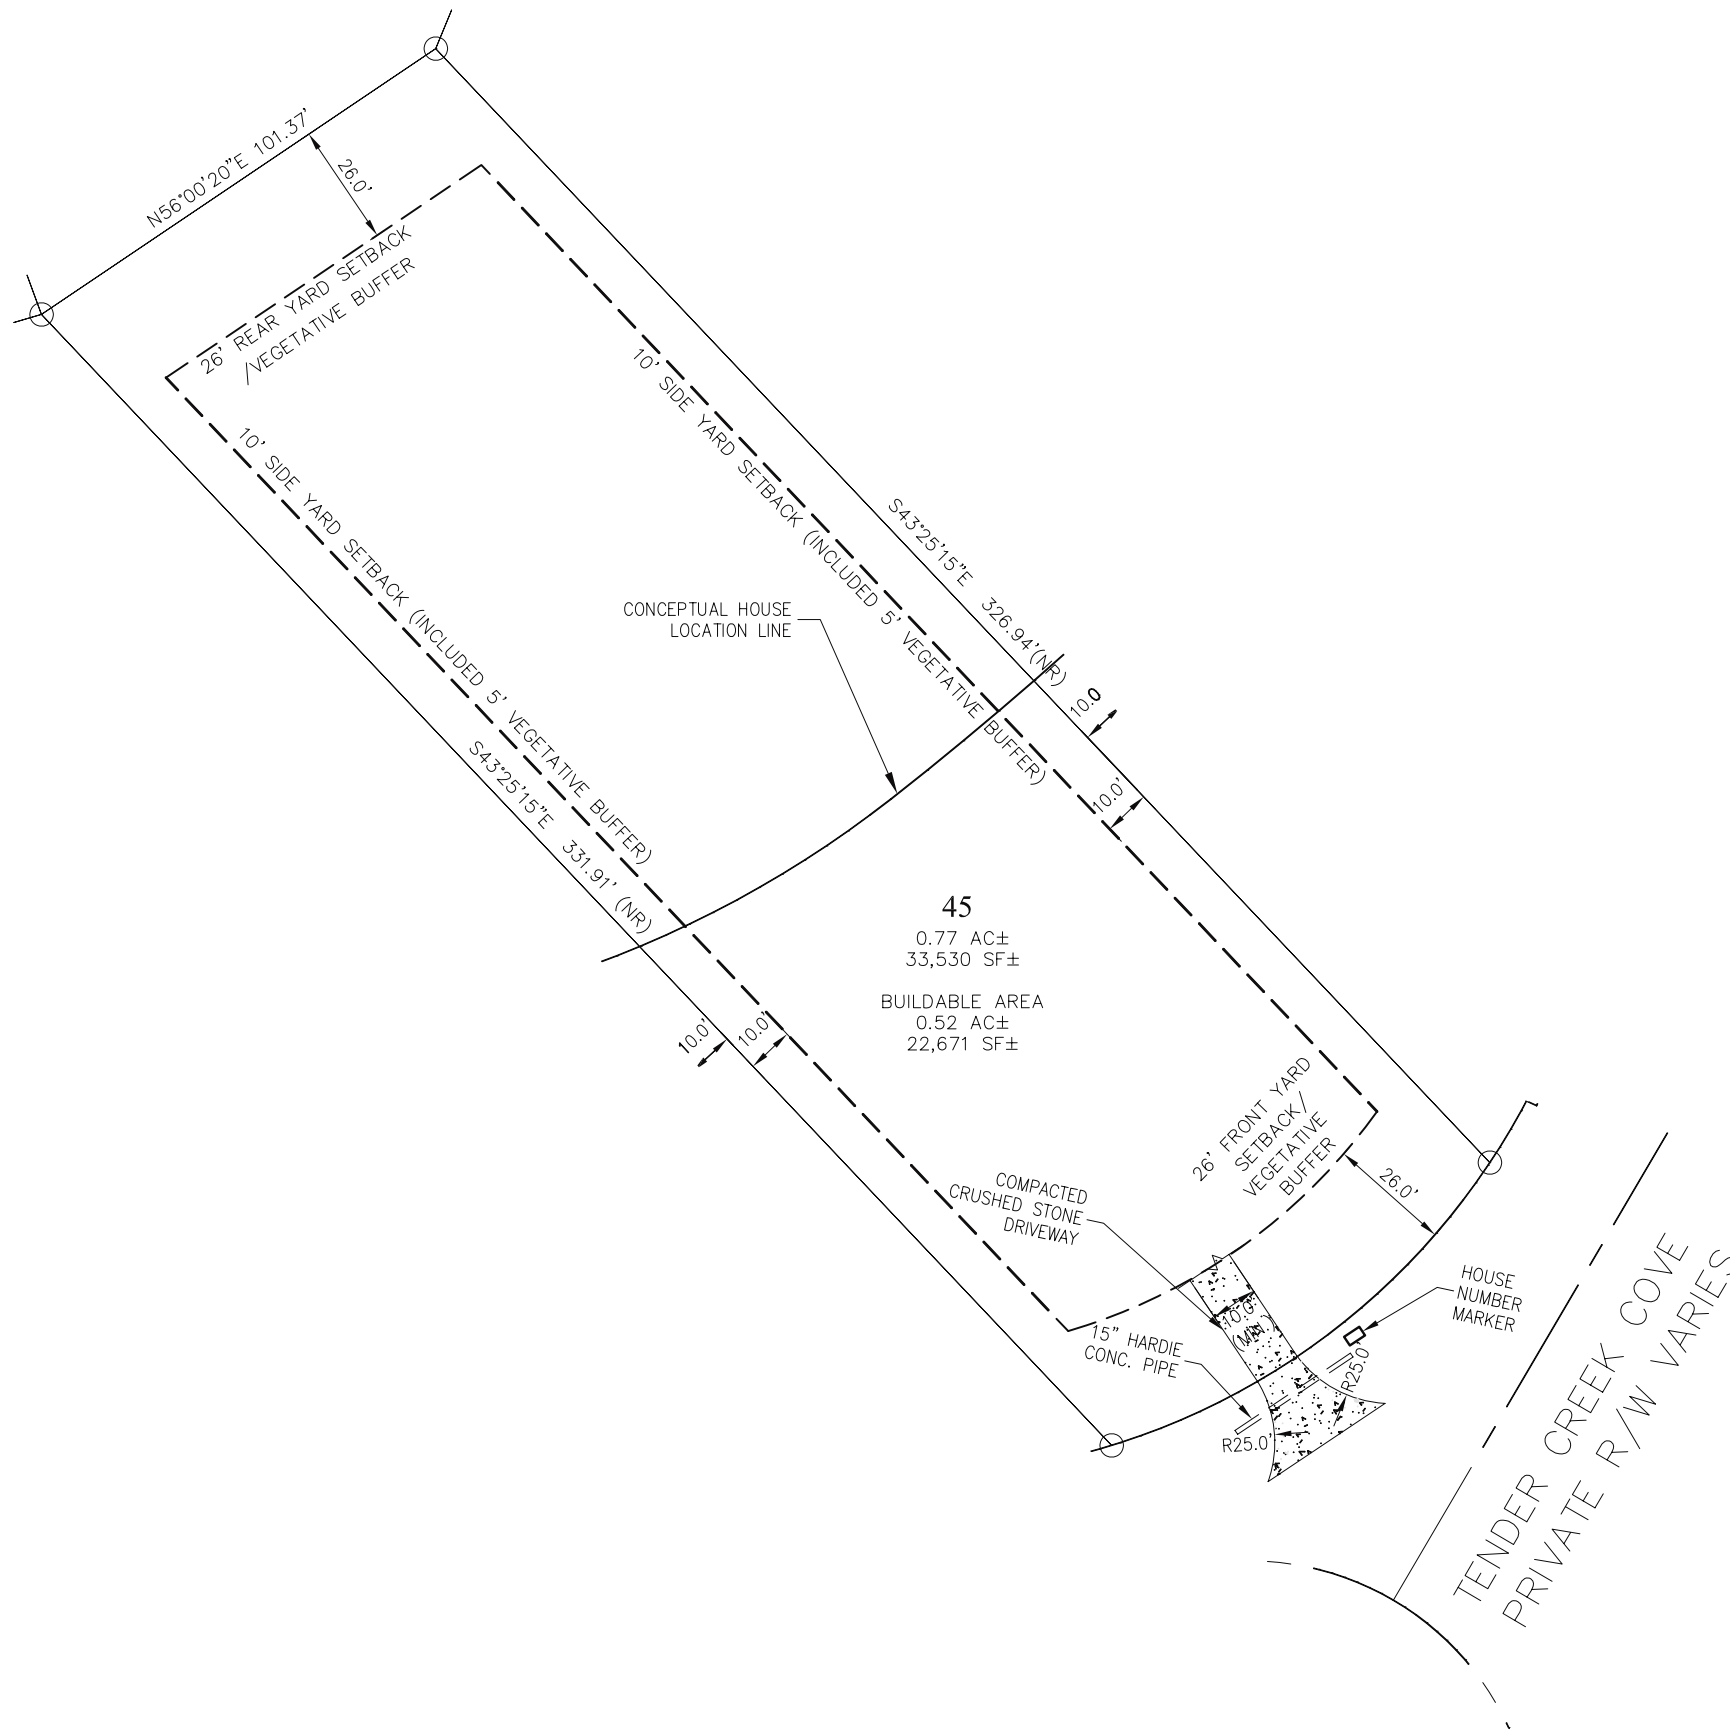 N56°00'20"E 101.37'
26.0'
26' REAR YARD SETBACK
/VEGETATIVE BUFFER
10' SIDE YARD SETBACK (INCLUDED 5' VEGETATIVE BUFFER)
10' SIDE YARD SETBACK (INCLUDED 5' VEGETATIVE BUFFER)
S43°25'15"E 326.94'(NR)
CONCEPTUAL HOUSE
LOCATION LINE
10.0
10.0'
S43°25'15"E 331.91' (NR)
45
0.77 AC±
33,530 SF±
BUILDABLE AREA
0.52 AC±
22,671 SF±
10.0'
10.0'
26' FRONT YARD
SETBACK/
VEGETATIVE
BUFFER
26.0'
COMPACTED
CRUSHED STONE
DRIVEWAY
10.0'
(MIN.)
15" HARDIE
CONC. PIPE
HOUSE
NUMBER
MARKER
R25.0'
R25.0'
TENDER CREEK COVE
PRIVATE R/W VARIES